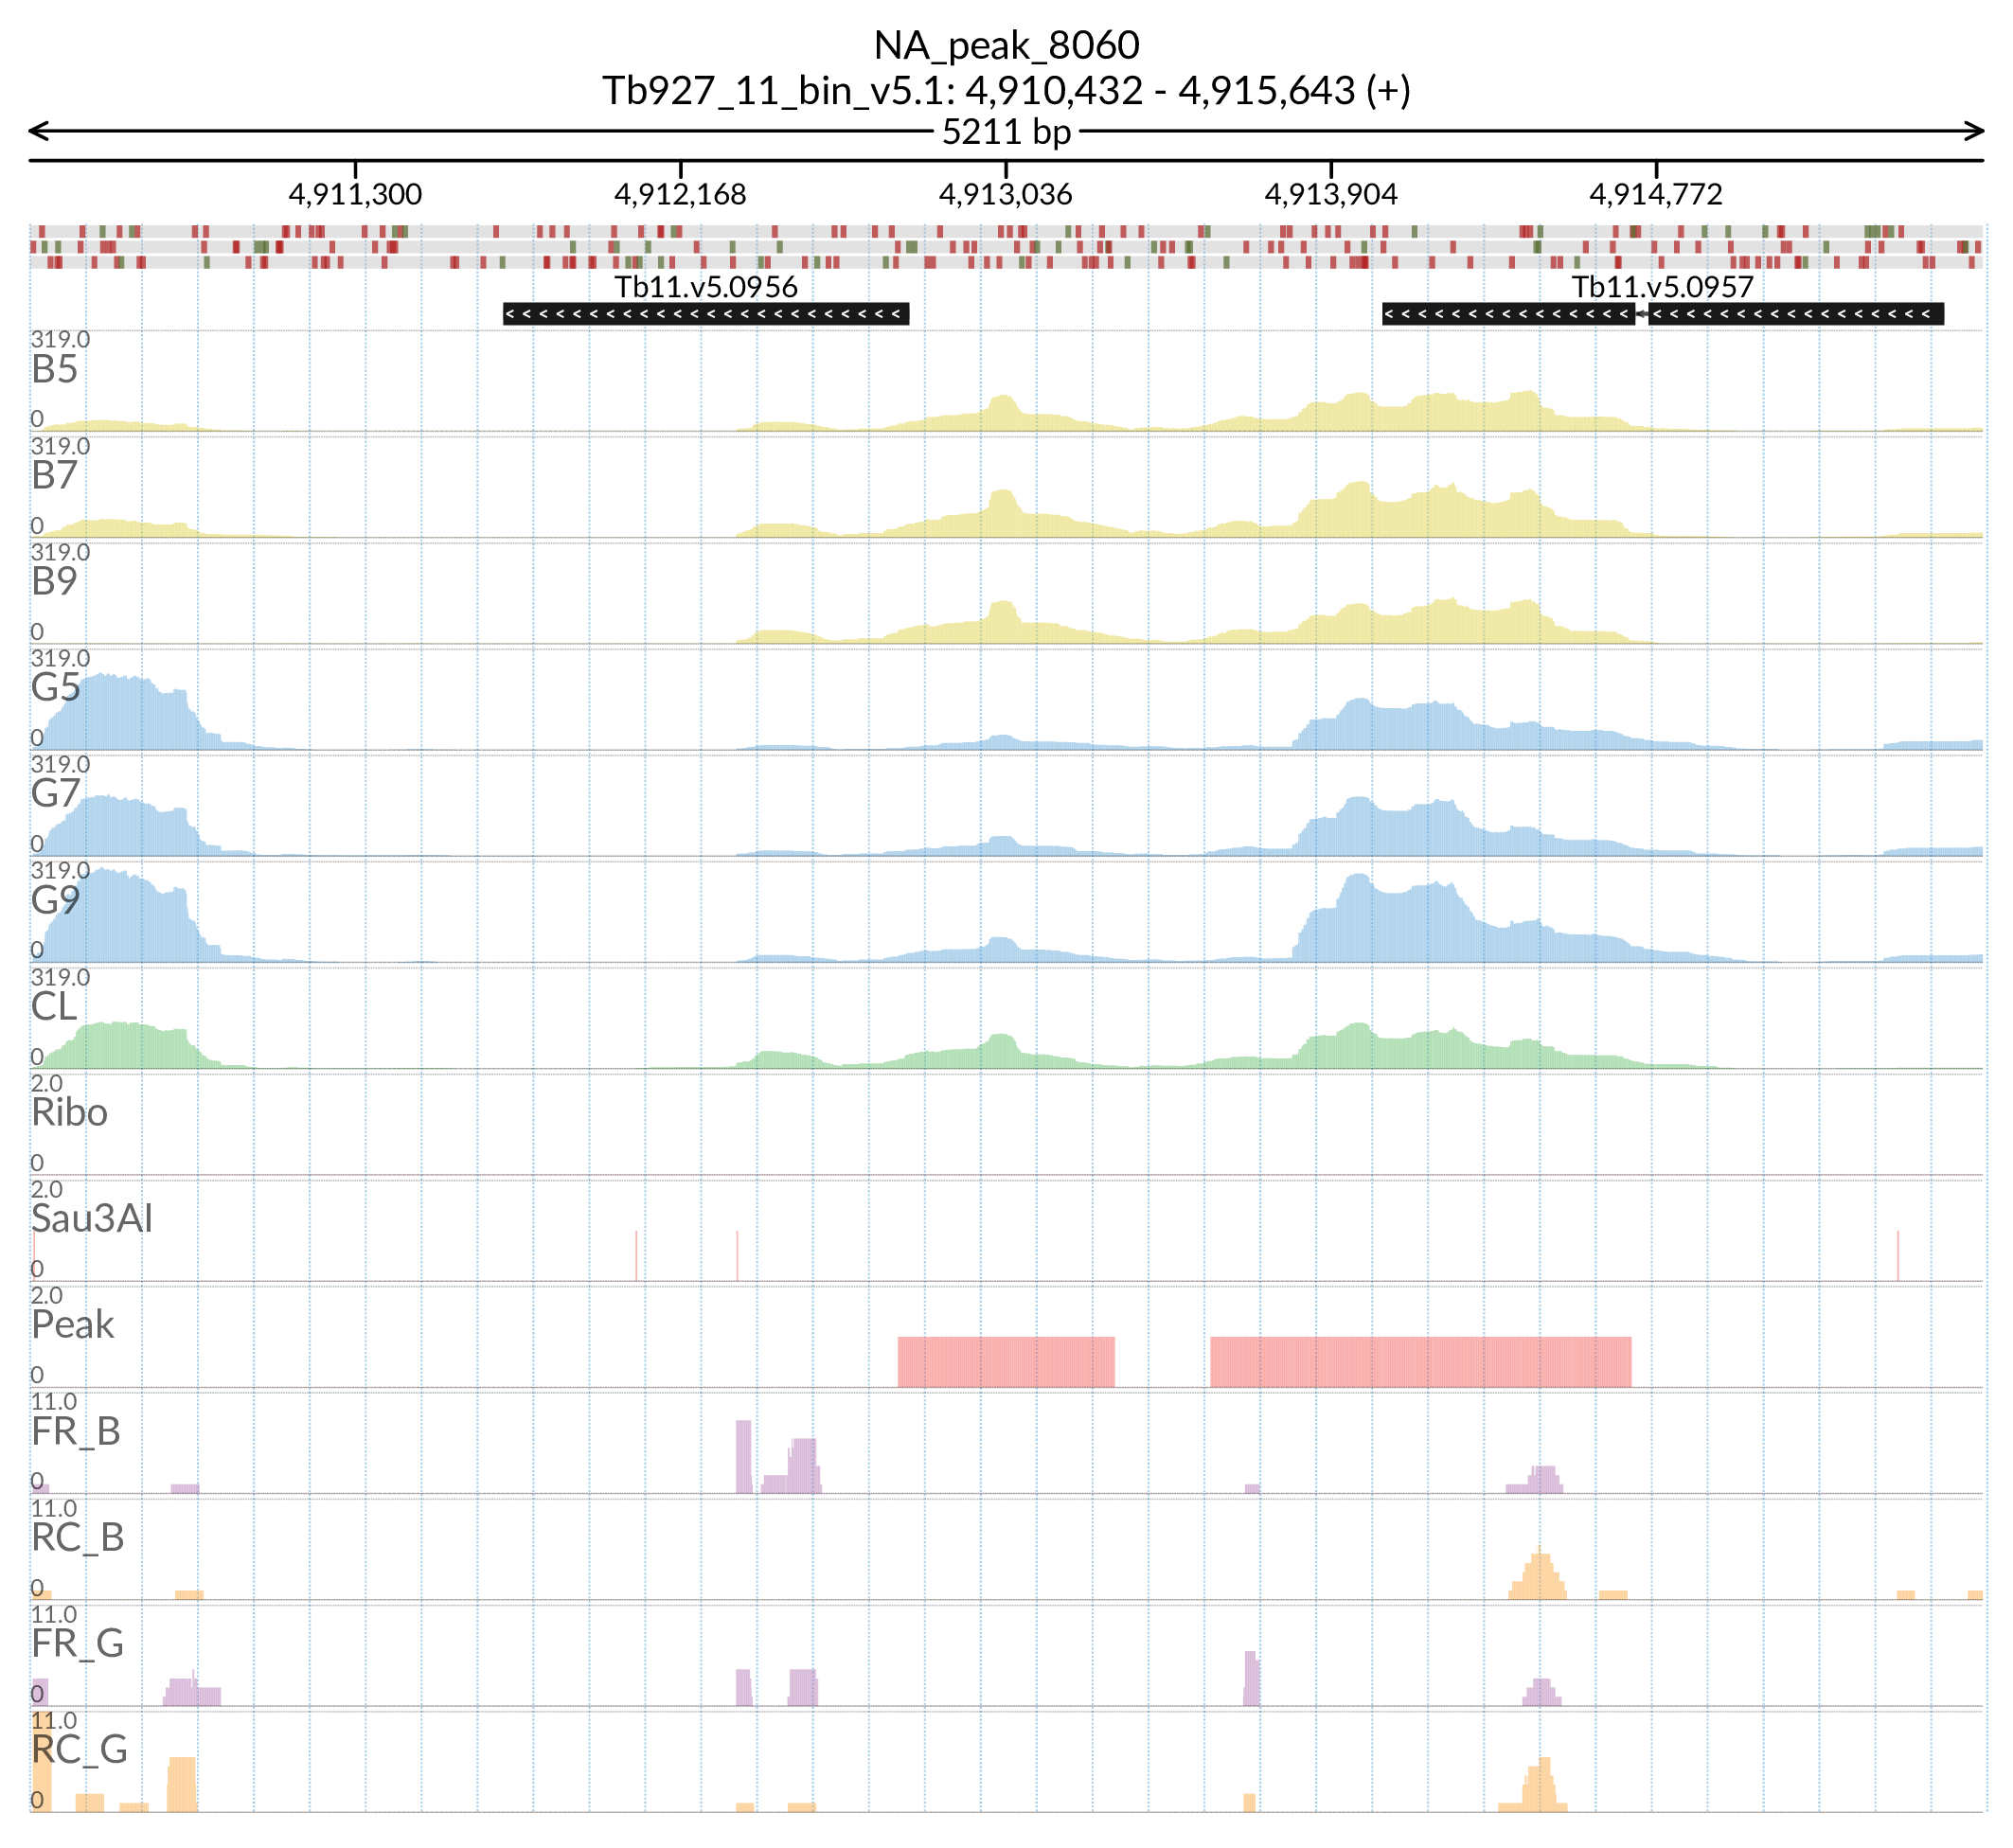 NA_peak_8060
Tb927_11_bin_v5.1: 4,910,432 - 4,915,643 (+)
5211 bp
4,911,300 4,912,168 4,913,036 4,913,904 4,914,772
Tb11.v5.0956 Tb11.v5.0957
319.0
B5
0
319.0
B7
0
319.0
B9
0
319.0
G5
0
319.0
G7
0
319.0
G9
0
319.0
CL
0
2.0
Ribo
0
2.0
Sau3AI
0
2.0
Peak
0
11.0
FR_B
0
11.0
RC_B
0
11.0
FR_G
0
11.0
RC_G
0